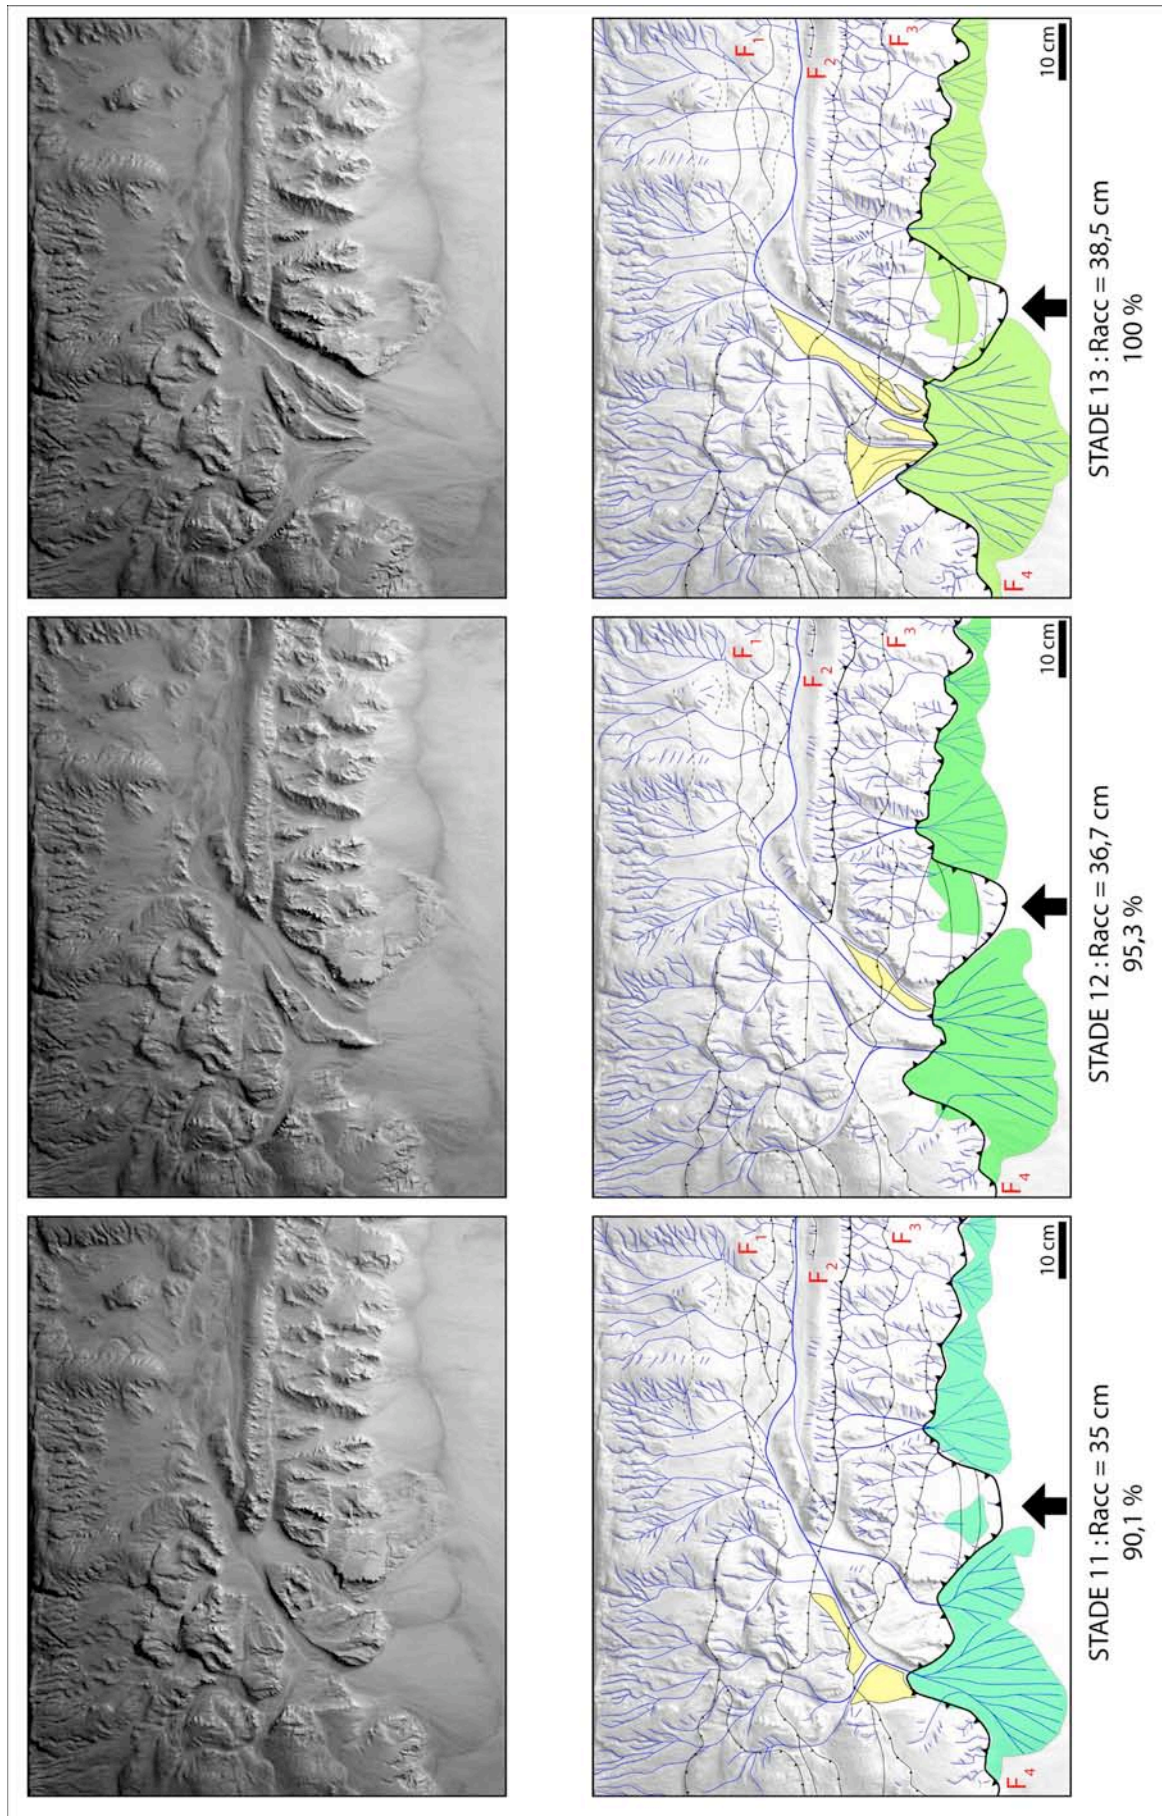 F1
F2
F3
F4
10 cm
STADE 11 : Racc = 35 cm
90,1 %
F1
F2
F3
F4
10 cm
STADE 12 : Racc = 36,7 cm
95,3 %
F1
F2
F3
F4
10 cm
STADE 13 : Racc = 38,5 cm
100 %